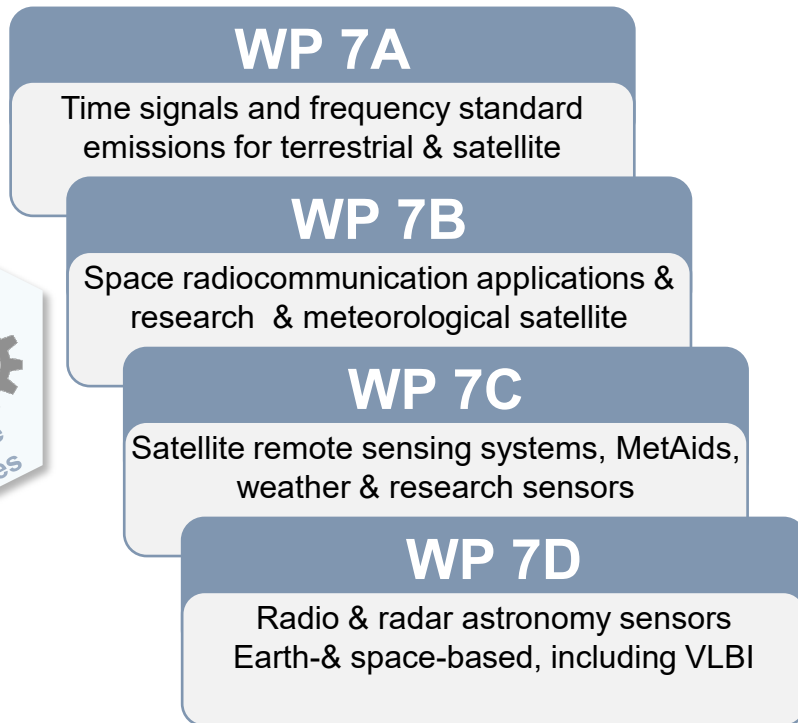 WP 7A
Time signals and frequency standard
emissions for terrestrial & satellite
WP 7B
Space radiocommunication applications &
research & meteorological satellite
WP 7C
Satellite remote sensing systems, MetAids,
weather & research sensors
WP 7D
Radio & radar astronomy sensors
Earth-& space-based, including VLBI